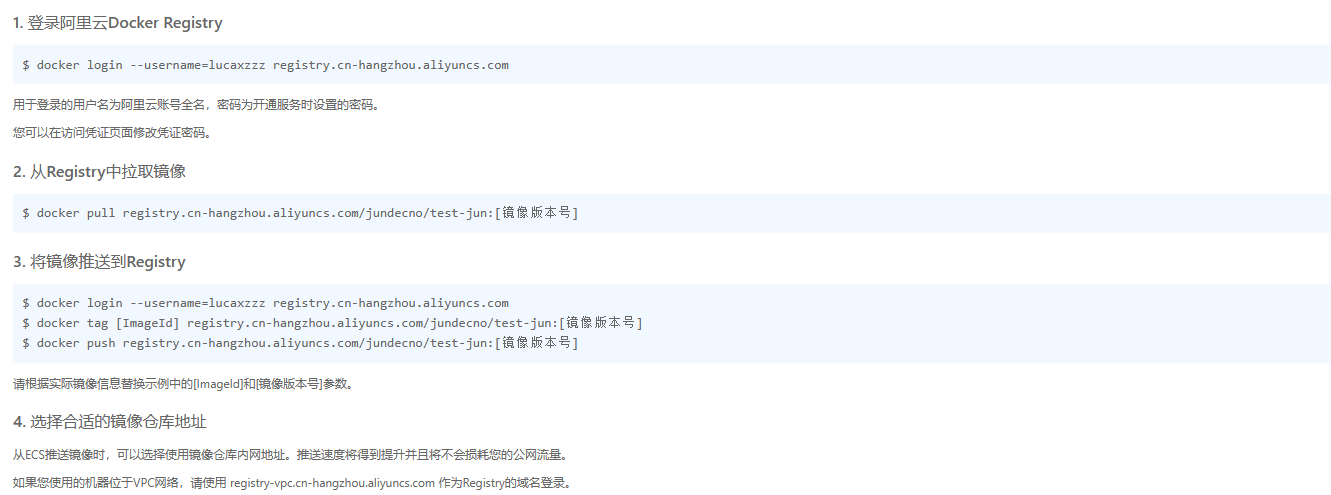 1. 登录阿里云Docker Registry
$ docker login --username=lucaxzzz registry.cn-hangzhou.aliyuncs.com
用于登录的用户名为阿里云账号全名，密码为开通服务时设置的密码。
您可以在访问凭证页面修改凭证密码。
2. 从Registry中拉取镜像
$ docker pull registry.cn-hangzhou.aliyuncs.com/jundecno/test-jun:[镜像版本号]
3. 将镜像推送到Registry
$ docker login --username=lucaxzzz registry.cn-hangzhou.aliyuncs.com
$ docker tag [ImageId] registry.cn-hangzhou.aliyuncs.com/jundecno/test-jun:[镜像版本号]
$ docker push registry.cn-hangzhou.aliyuncs.com/jundecno/test-jun:[镜像版本号]
请根据实际镜像信息替换示例中的[ImageId]和[镜像版本号]参数。
4. 选择合适的镜像仓库地址
从ECS推送镜像时，可以选择使用镜像仓库内网地址。推送速度将得到提升并且将不会损耗您的公网流量。
如果您使用的机器位于VPC网络，请使用 registry-vpc.cn-hangzhou.aliyuncs.com 作为Registry的域名登录。